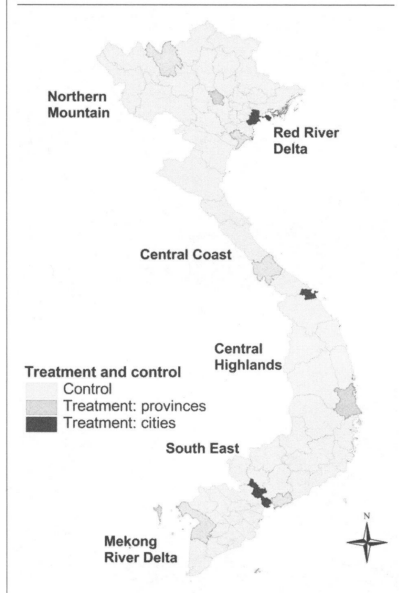 Northern
Mountain
Red River
Delta
Central Coast
Central
Highlands
Treatment and control
Control
Treatment: provinces
Treatment: cities
South East
N
Mekong
River Delta